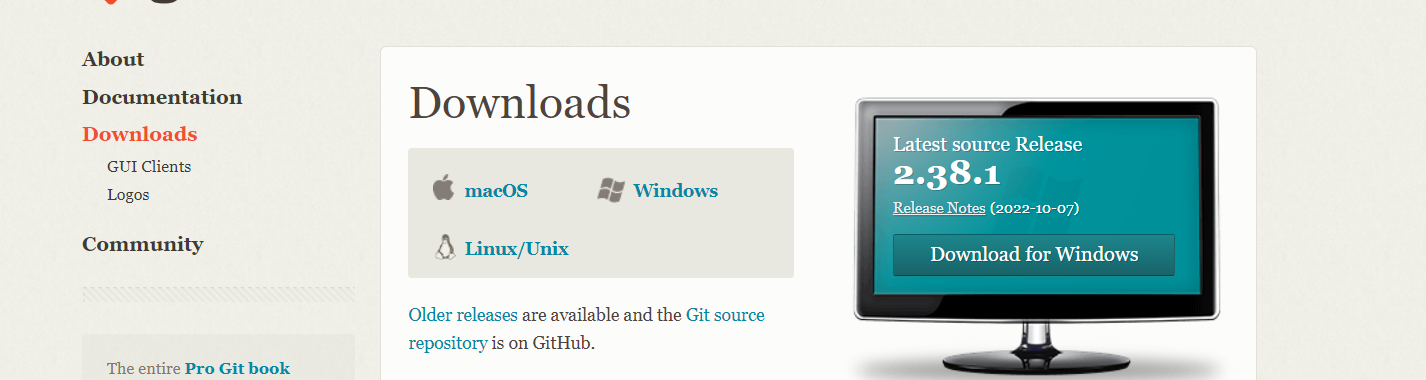 About
Documentation
Downloads
GUI Clients
Logos
Community
The entire Pro Git book
Downloads
macOS
Windows
Linux/Unix
Older releases are available and the Git source
repository is on GitHub.
Latest source Release
2.38.1
Release Notes (2022-10-07)
Download for Windows